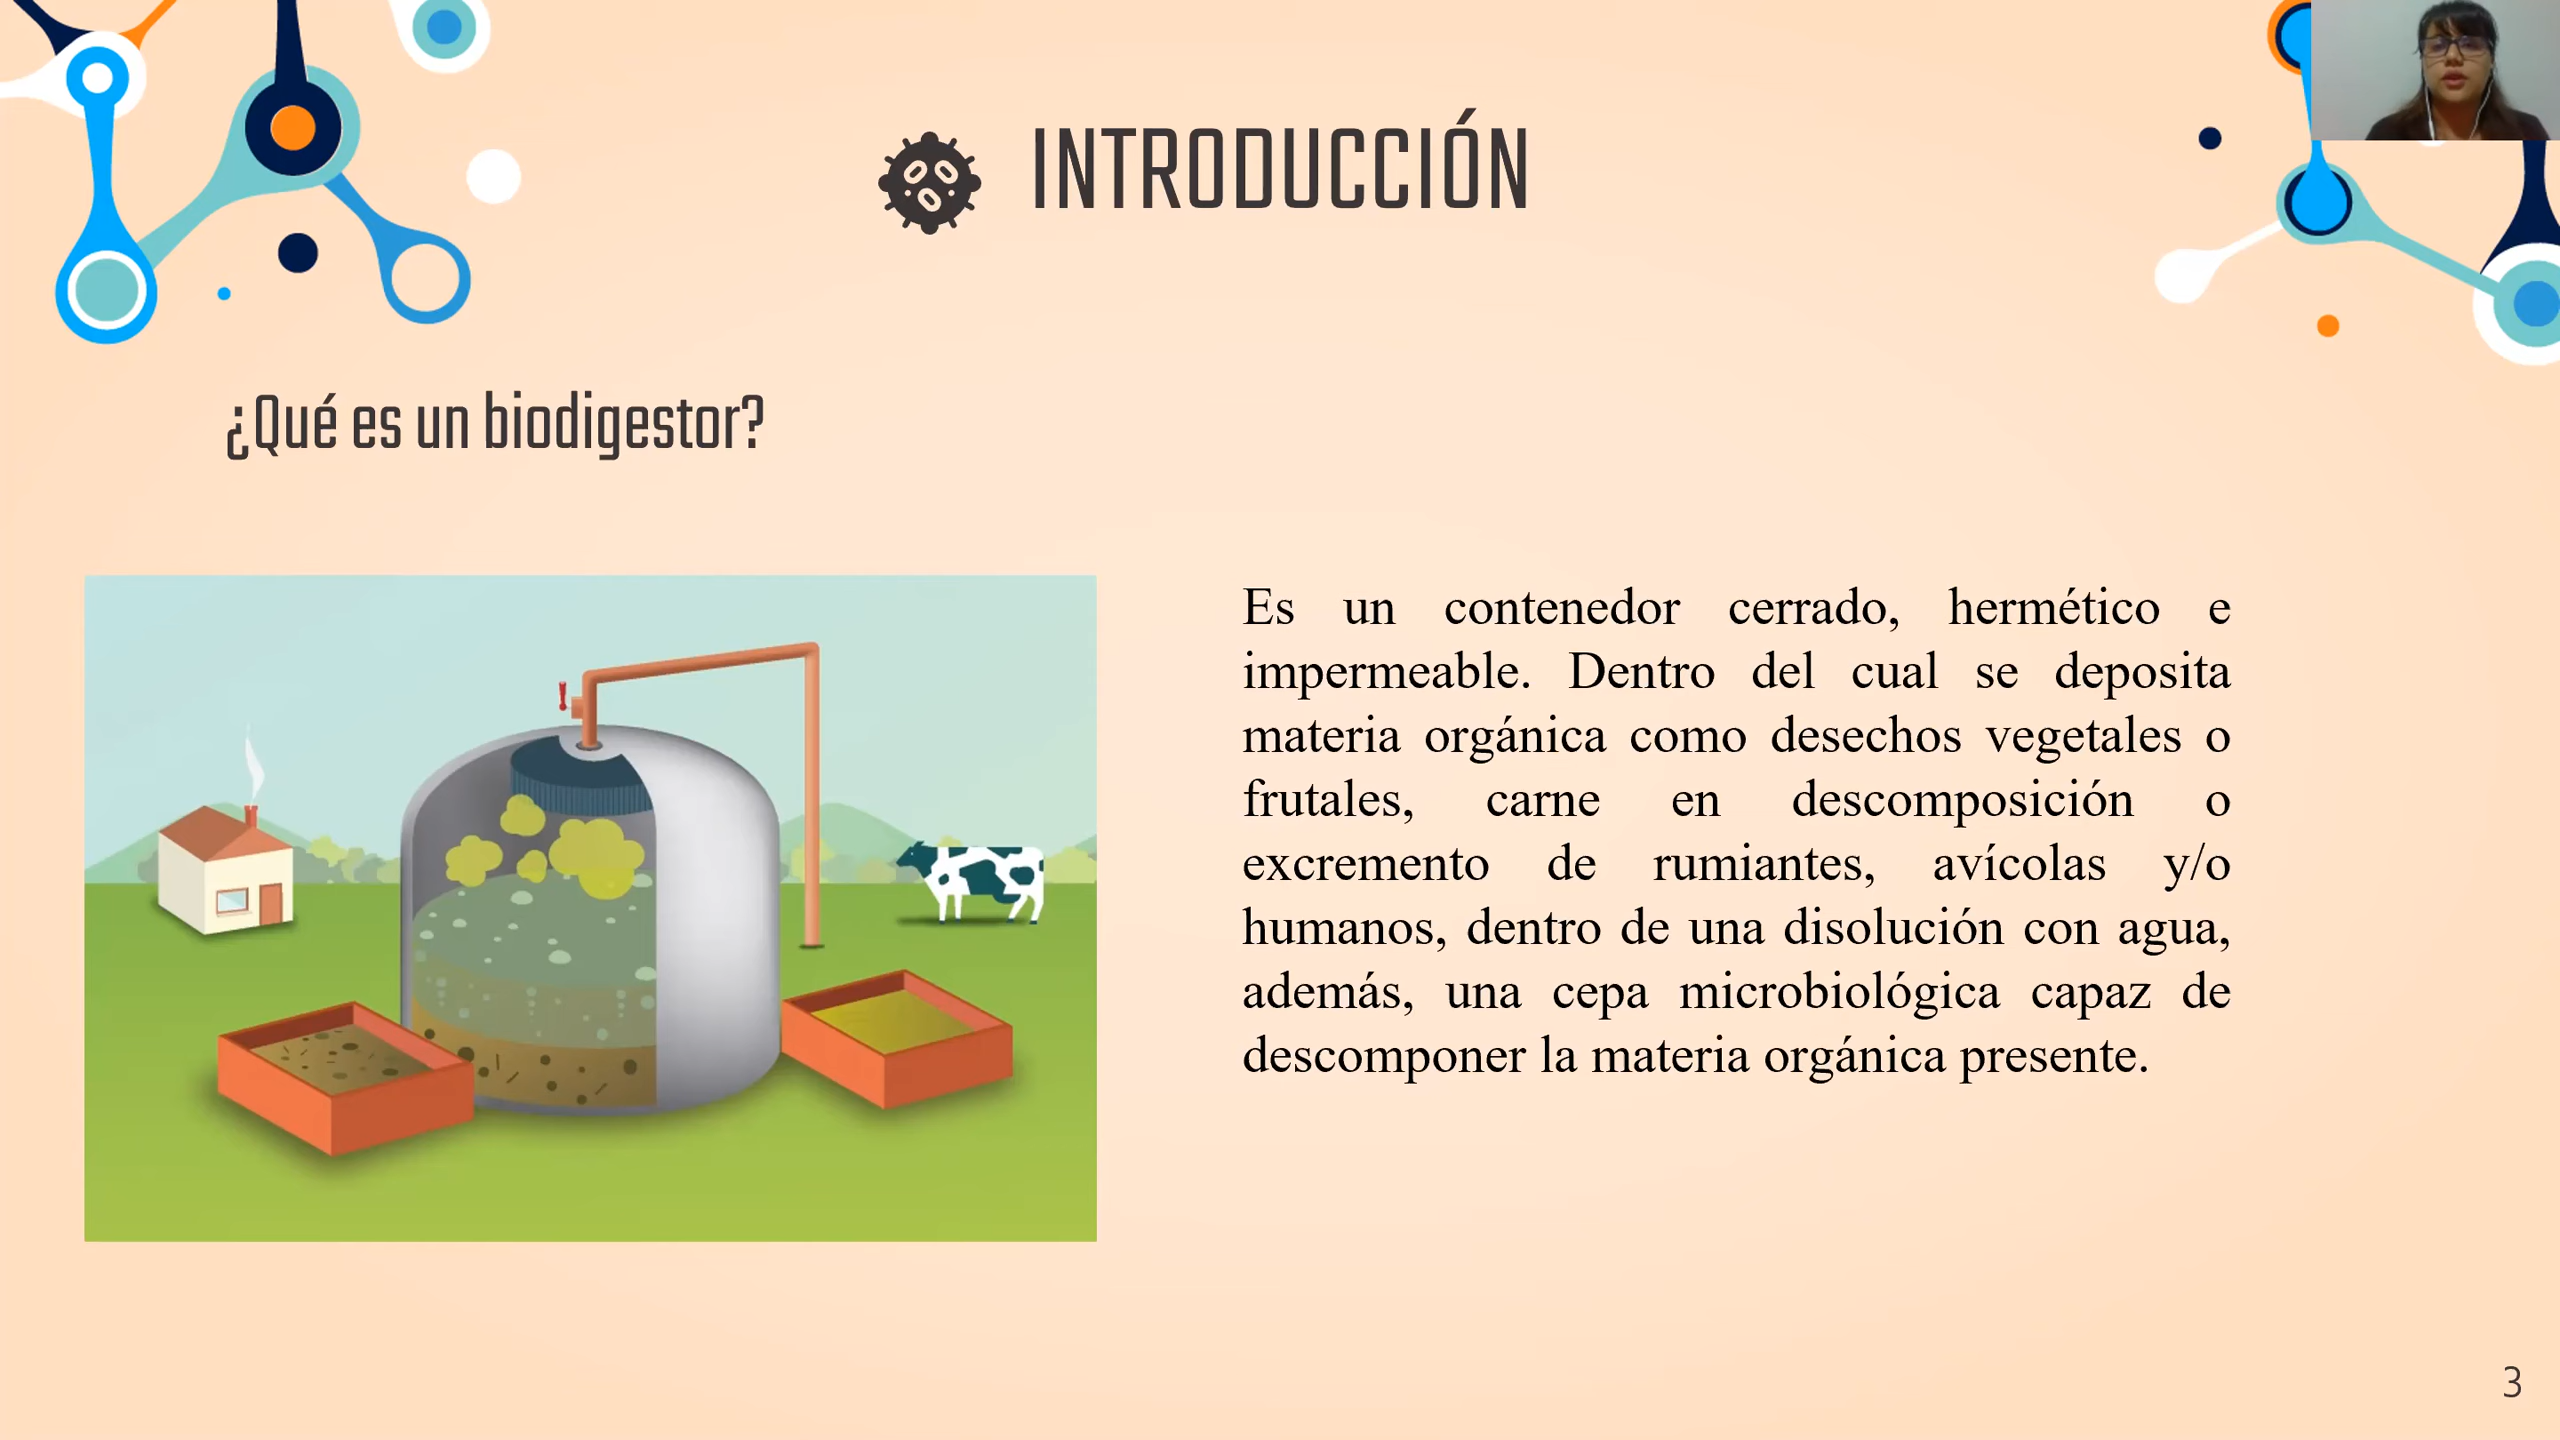 INTRODUCCIÓN
¿Qué es un biodigestor?
Es un contenedor cerrado, hermético e
impermeable. Dentro del cual se deposita
materia orgánica como desechos vegetales o
frutales, carne en descomposición o
excremento de rumiantes, avícolas y/o
humanos, dentro de una disolución con agua,
además, una cepa microbiológica capaz de
descomponer la materia orgánica presente.
3